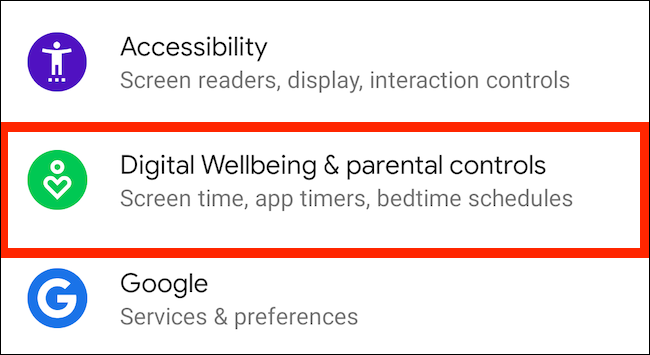 Accessibility
Screen readers, display, interaction controls
Digital Wellbeing & parental controls
Screen time, app timers, bedtime schedules
Google
Services & preferences